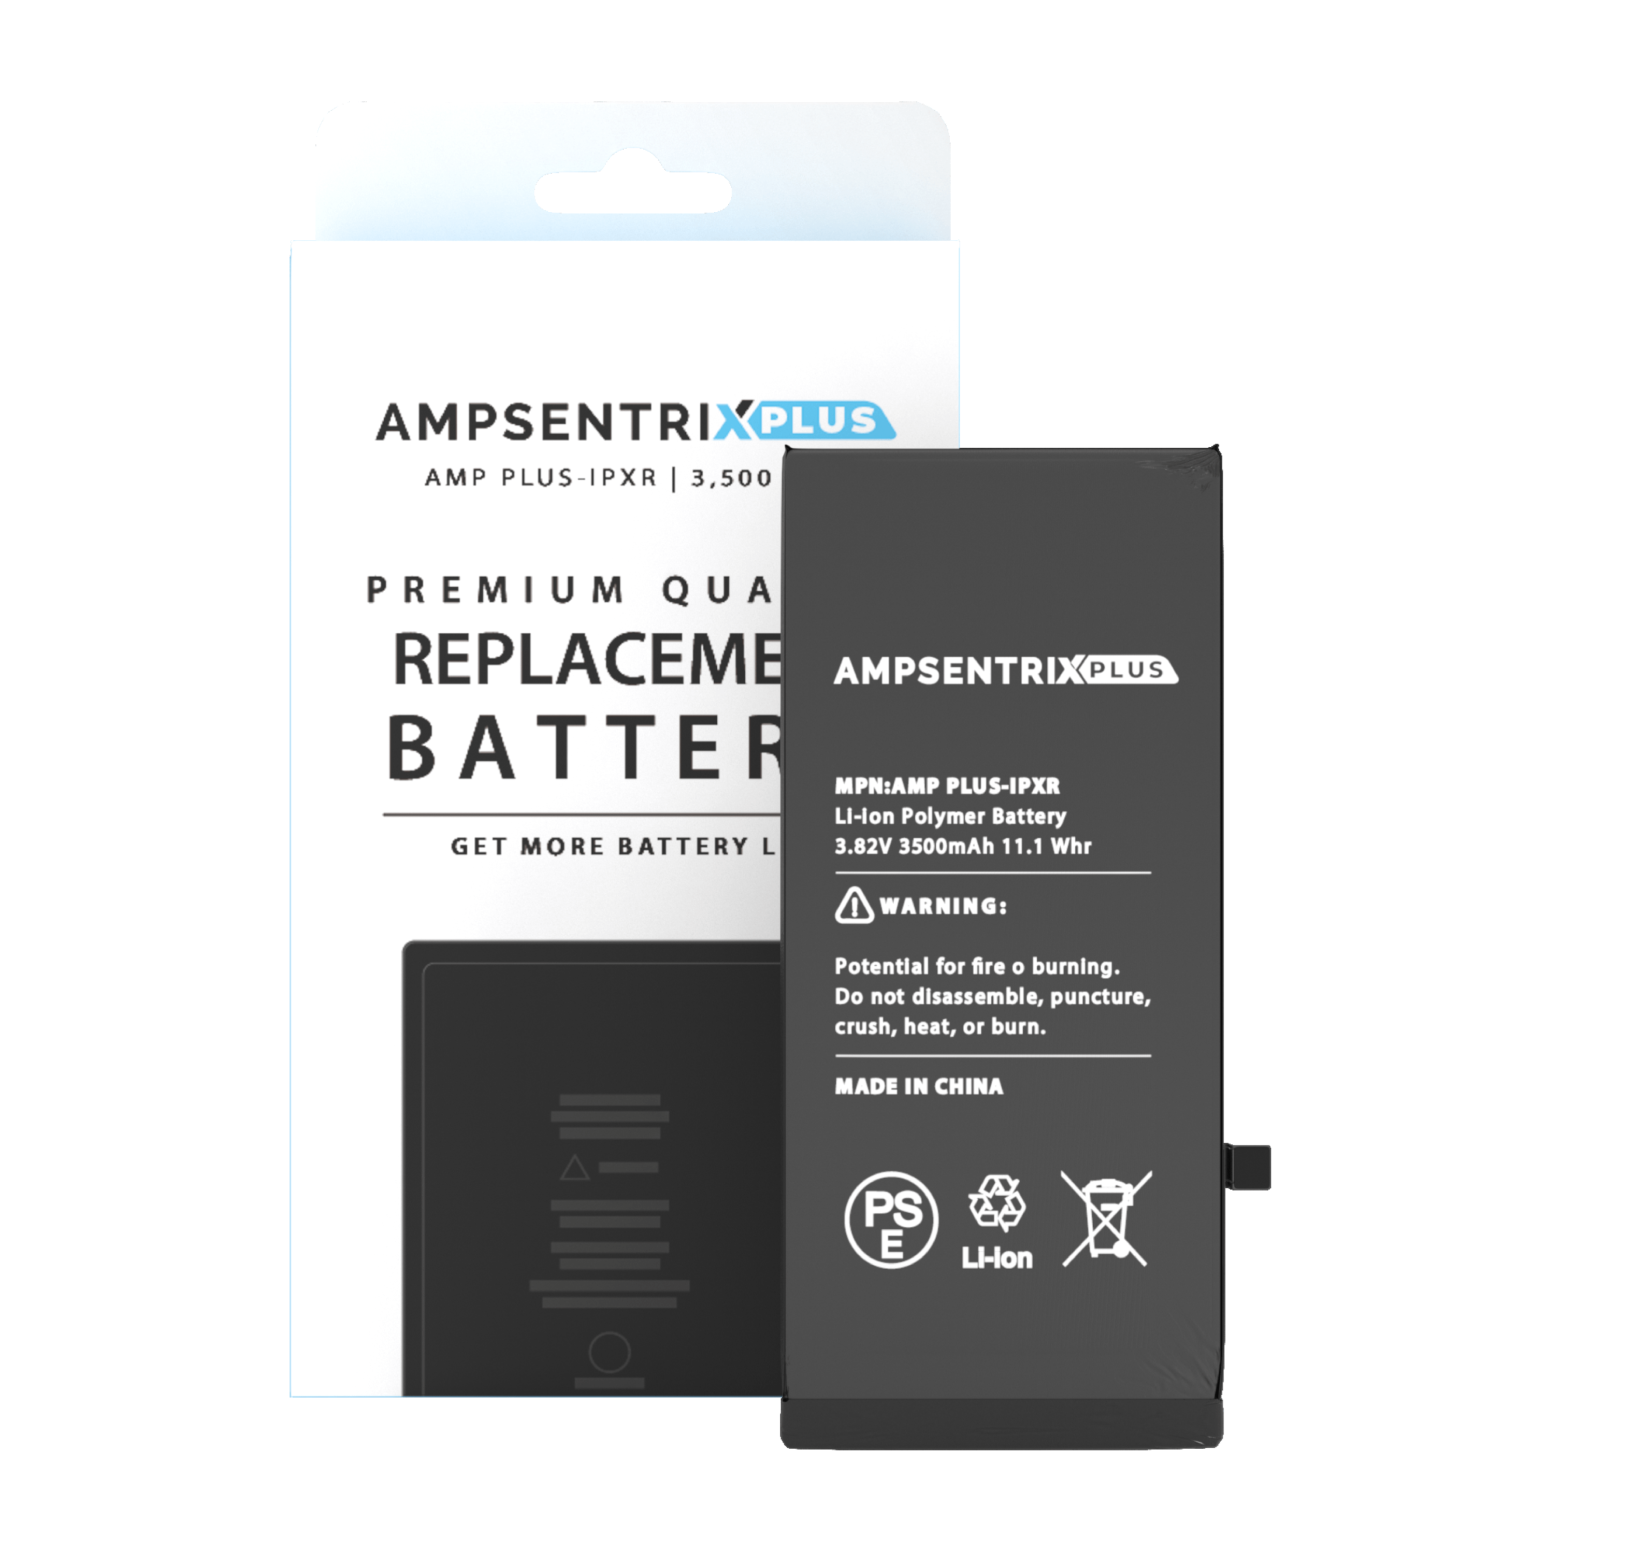 AMPSENTRIX PLUS
AMP PLUS-IPXR | 3,500
PREMIUM QUA
REPLACEME
BATTER
GET MORE BATTERY L
AMPSENTRIX PLUS
MPN:AMP PLUS-IPXR
Li-ion Polymer Battery
3.82V 3500mAh 11.1 Whr
WARNING:
Potential for fire o burning.
Do not disassemble, puncture,
crush, heat, or burn.
MADE IN CHINA
PS
E
Li-ion